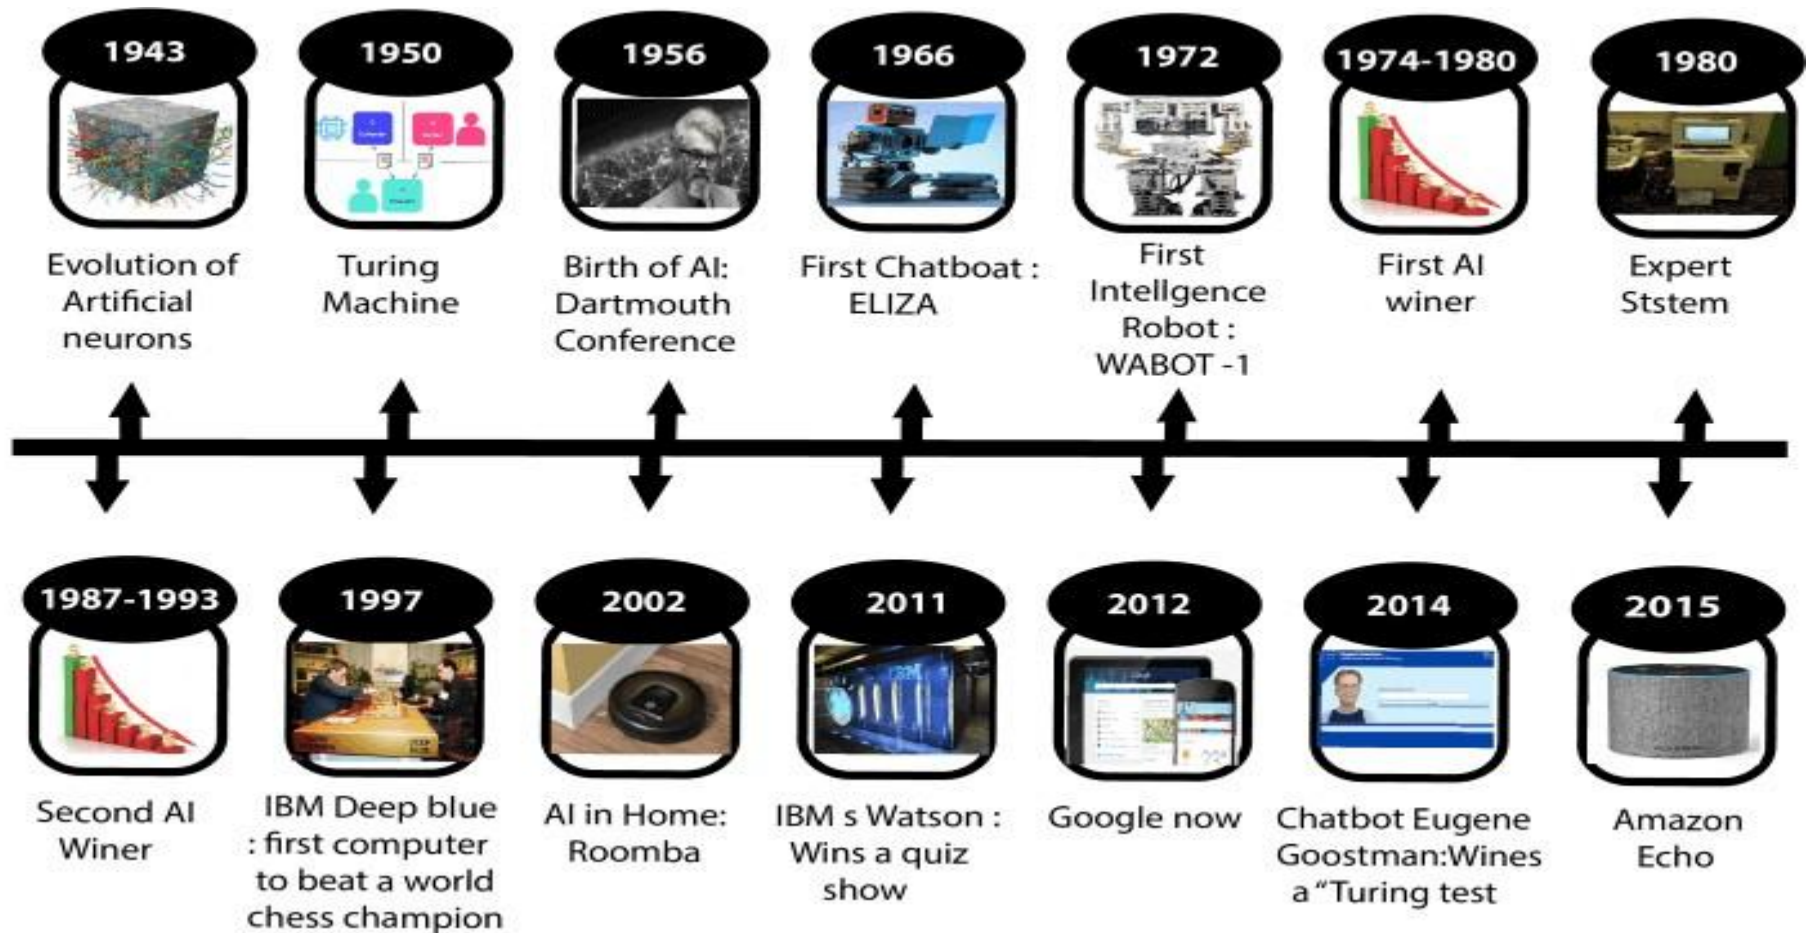 1943
Evolution of
Artificial
neurons
1950
Turing
Machine
1956
Birth of AI:
Dartmouth
Conference
1966
First Chatboat :
ELIZA
1972
First
Intellgence
Robot :
WABOT -1
1974-1980
First AI
winer
1980
Expert
Ststem
1987-1993
Second AI
Winer
1997
IBM Deep blue
: first computer
to beat a world
chess champion
2002
AI in Home:
Roomba
2011
IBM
IBM s Watson :
Wins a quiz
show
2012
Google now
2014
Chatbot Eugene
Goostman:Wines
a “Turing test
2015
Amazon
Echo